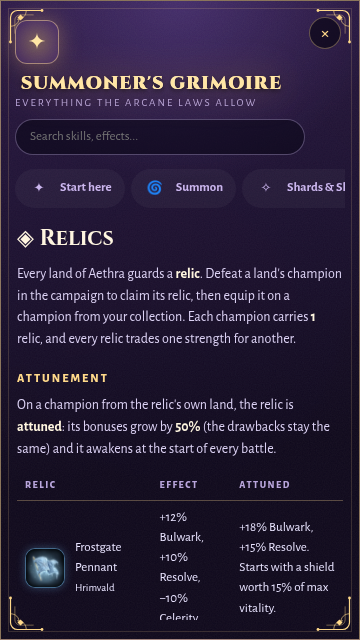 SUMMONER'S GRIMOIRE
EVERYTHING THE ARCANE LAWS ALLOW
Search skills, effects...
Start here
Summon
Shards &
RELICS
Every land of Aethra guards a relic. Defeat a land's champion
in the campaign to claim its relic, then equip it on a
champion from your collection. Each champion carries 1
relic, and every relic trades one strength for another.
ATTUNEMENT
On a champion from the relic's own land, the relic is
attuned: its bonuses grow by 50% (the drawbacks stay the
same) and it awakens at the start of every battle.
RELIC EFFECT ATTUNED
Frostgate
Pennant
Hrimvald
+12%
Bulwark,
+10%
Resolve,
−10%
Celerity
+18% Bulwark,
+15% Resolve.
Starts with a shield
worth 15% of max
vitality.